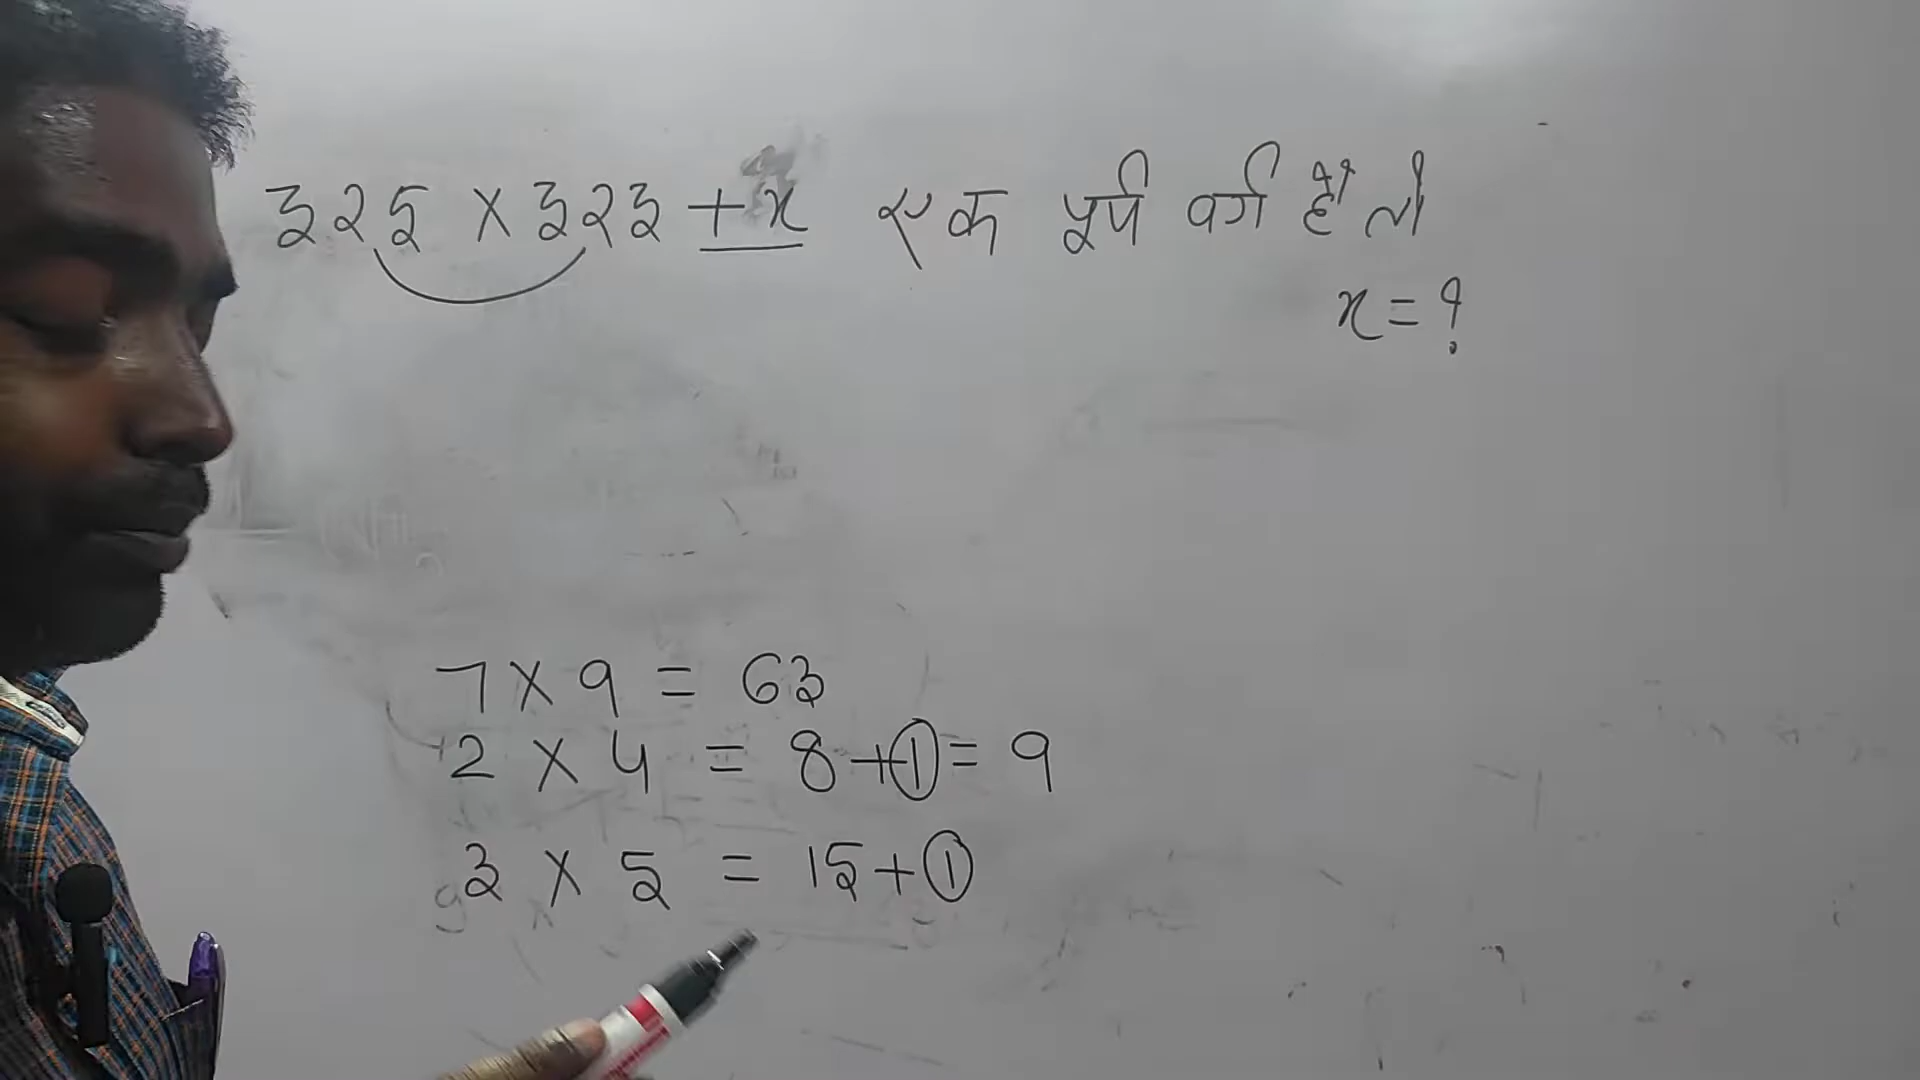 325 × 323 + x एक पूर्ण वर्ग है तो
x = ?
7 × 9 = 63
2 × 4 = 8 + 1 = 9
3 × 5 = 15 + 1